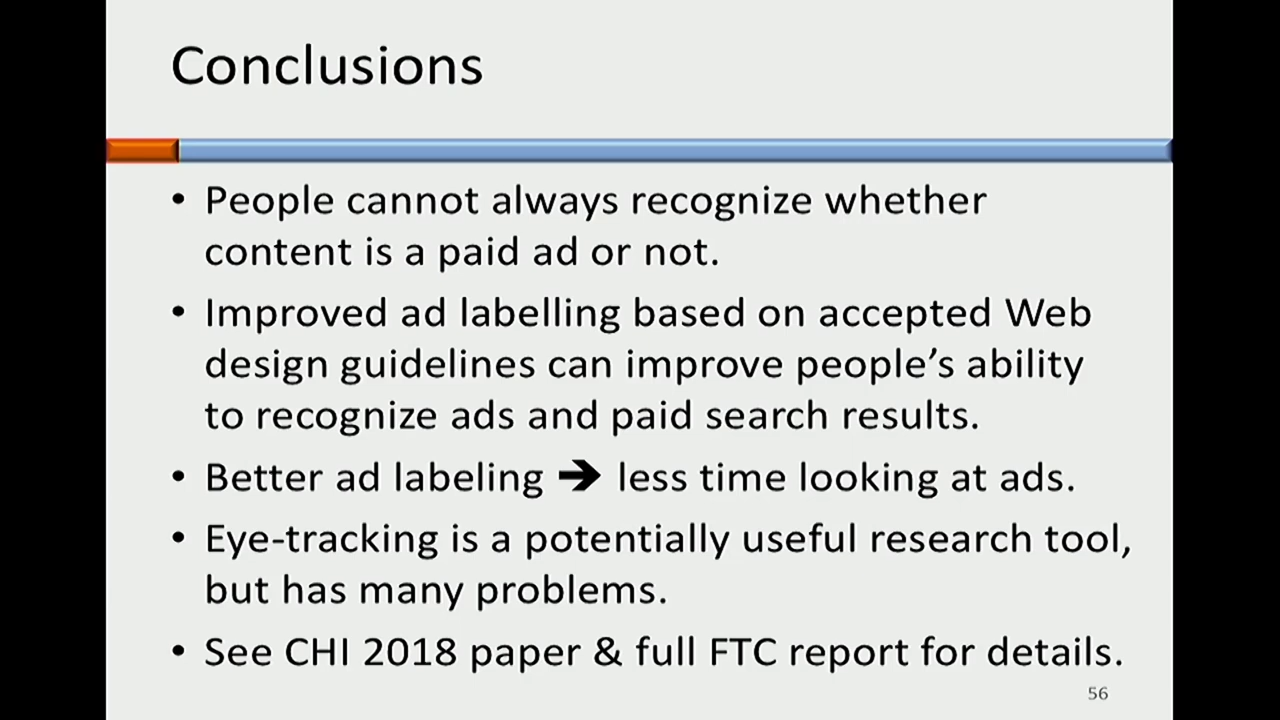 Conclusions
• People cannot always recognize whether
content is a paid ad or not.
• Improved ad labelling based on accepted Web
design guidelines can improve people’s ability
to recognize ads and paid search results.
• Better ad labeling ➔ less time looking at ads.
• Eye-tracking is a potentially useful research tool,
but has many problems.
• See CHI 2018 paper & full FTC report for details.
56